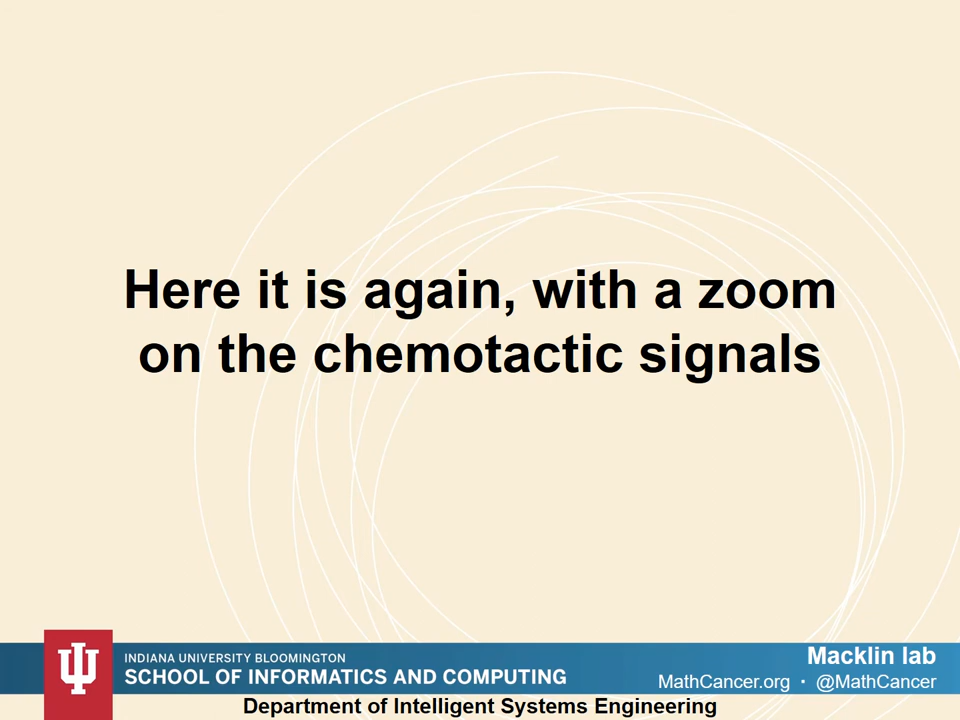 Here it is again, with a zoom
on the chemotactic signals
INDIANA UNIVERSITY BLOOMINGTON
SCHOOL OF INFORMATICS AND COMPUTING
Macklin lab
MathCancer.org · @MathCancer
Department of Intelligent Systems Engineering